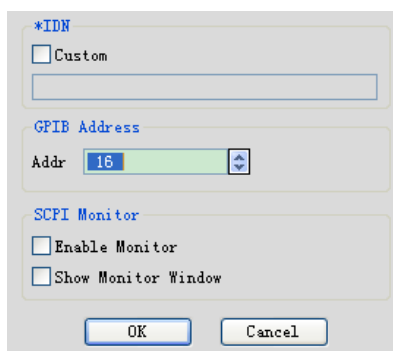 *IDN
Custom
GPIB Address
Addr 16
SCPI Monitor
Enable Monitor
Show Monitor Window
OK Cancel